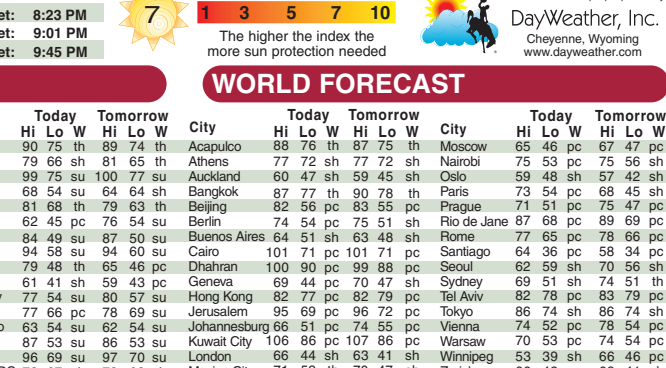 et: 8:23 PM
et: 9:01 PM
et: 9:45 PM
7
1 3 5 7 10
The higher the index the
more sun protection needed
DayWeather, Inc.
Cheyenne, Wyoming
www.dayweather.com
Today Tomorrow
Hi Lo W Hi Lo W
90 75 th 89 74 th
79 66 sh 81 65 th
99 75 su 100 77 su
68 54 su 64 64 sh
81 68 th 79 63 th
62 45 pc 76 54 su
84 49 su 87 50 su
94 58 su 94 60 su
79 48 th 65 46 pc
61 41 sh 59 43 pc
77 54 su 80 57 su
77 66 pc 78 69 su
63 54 su 62 54 su
87 53 su 86 53 su
96 69 su 97 70 su
WORLD FORECAST
Today Tomorrow
City Hi Lo W Hi Lo W
Acapulco 88 76 th 87 75 th
Athens 77 72 sh 77 72 sh
Auckland 60 47 sh 59 45 sh
Bangkok 87 77 th 90 78 th
Beijing 82 56 pc 83 55 pc
Berlin 74 54 pc 75 51 sh
Buenos Aires 64 51 sh 63 48 sh
Cairo 101 71 pc 101 71 pc
Dhahran 100 90 pc 99 88 pc
Geneva 69 44 pc 70 47 sh
Hong Kong 82 77 pc 82 79 pc
Jerusalem 95 69 pc 96 72 pc
Johannesburg 66 51 pc 74 55 pc
Kuwait City 106 86 pc 107 86 pc
London 66 44 sh 63 41 sh
Today Tomorrow
City Hi Lo W Hi Lo W
Moscow 65 46 pc 67 47 pc
Nairobi 75 53 pc 75 56 sh
Oslo 59 48 sh 57 42 sh
Paris 73 54 pc 68 45 sh
Prague 71 51 pc 75 47 pc
Rio de Jane 87 68 pc 89 69 pc
Rome 77 65 pc 78 66 pc
Santiago 64 36 pc 58 34 pc
Seoul 62 59 sh 70 56 sh
Sydney 69 51 sh 74 51 th
Tel Aviv 82 78 pc 83 79 pc
Tokyo 86 74 sh 86 74 sh
Vienna 74 52 pc 78 54 pc
Warsaw 70 53 pc 74 54 pc
Winnipeg 53 39 sh 66 46 pc